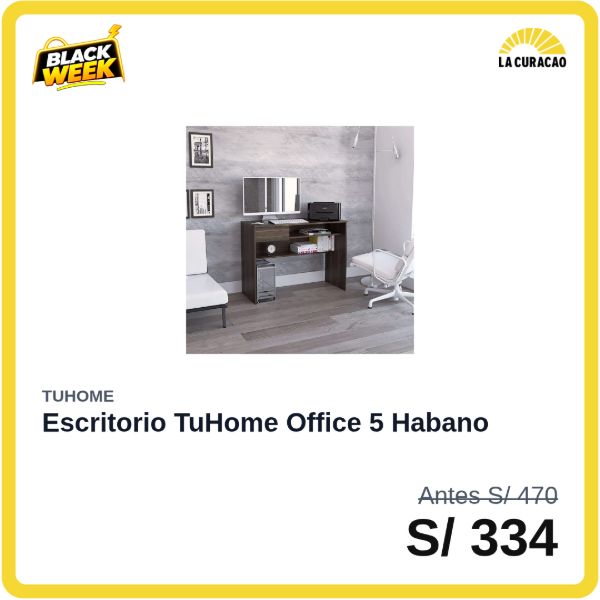 BLACK
WEEK
LA CURACAO
TUHOME
Escritorio TuHome Office 5 Habano
Antes S/ 470
S/ 334